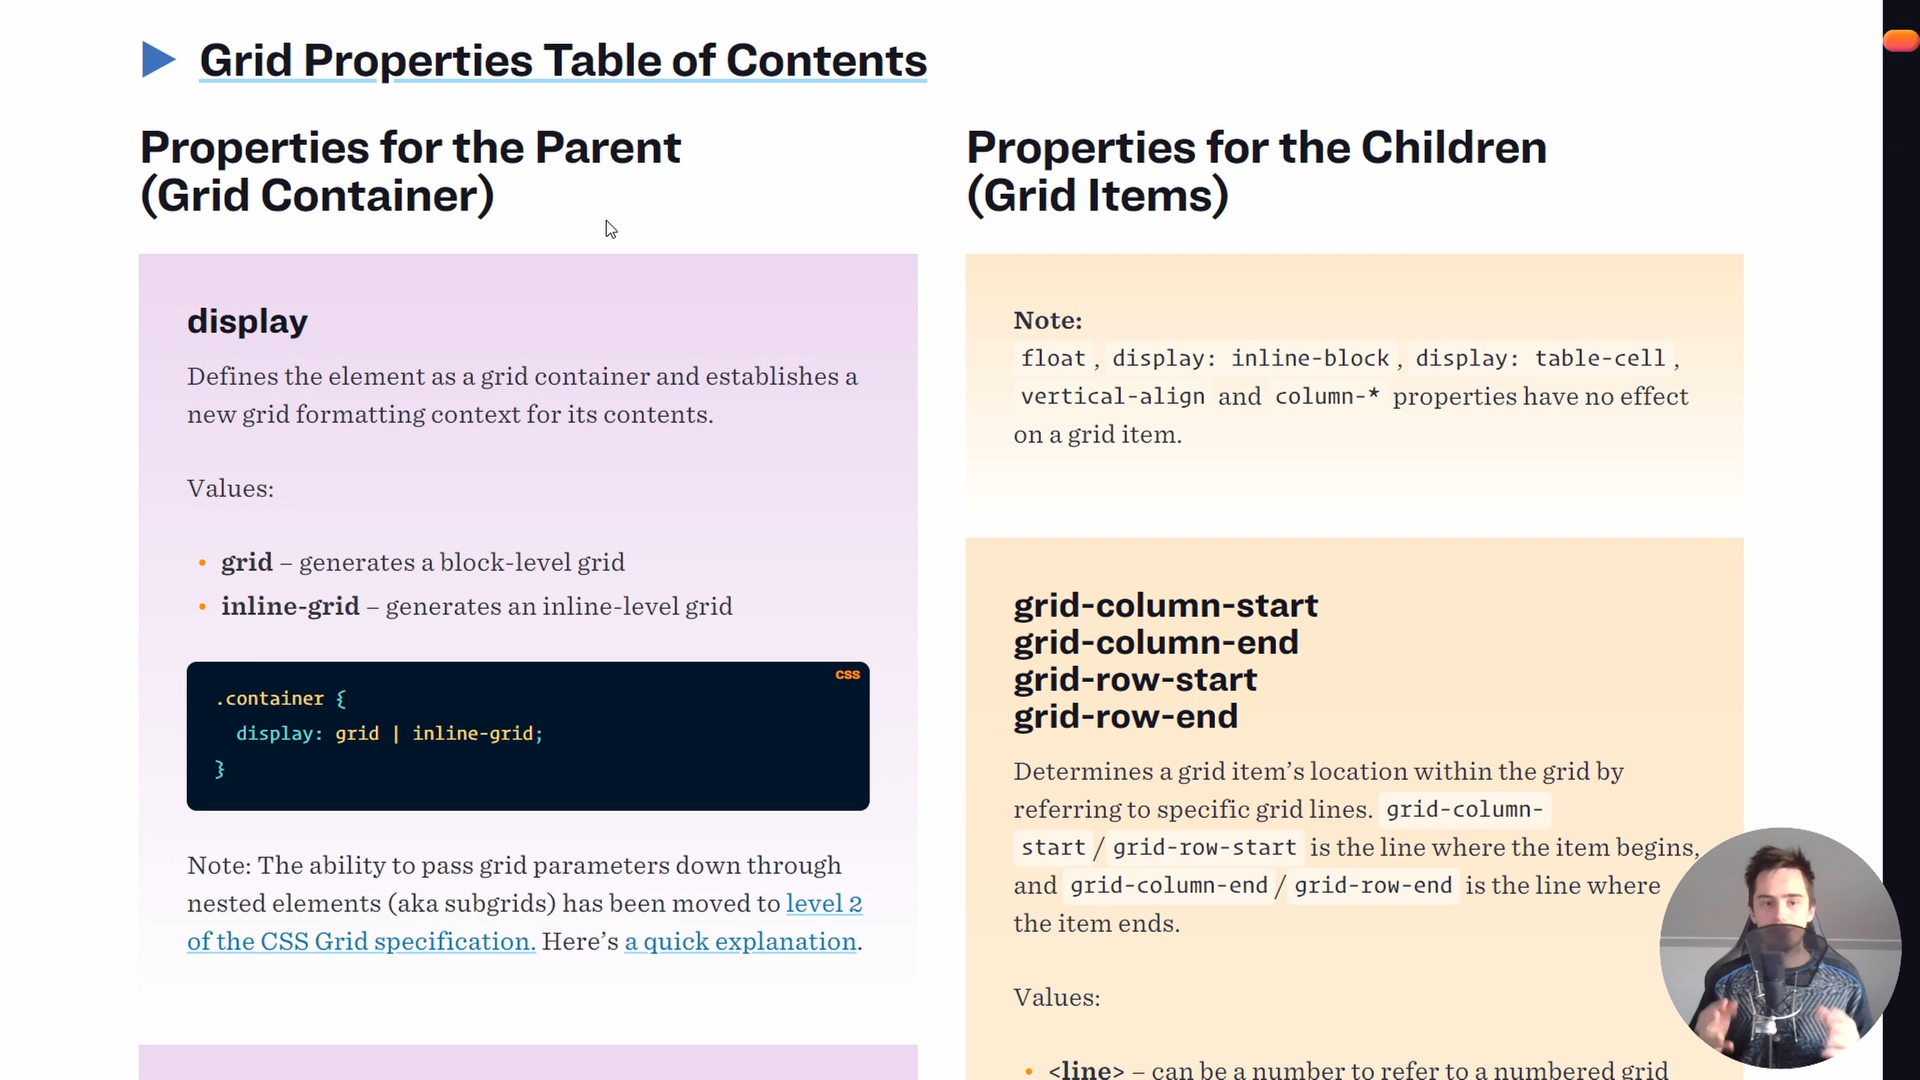 Grid Properties Table of Contents
Properties for the Parent
(Grid Container)
display
Defines the element as a grid container and establishes a
new grid formatting context for its contents.
Values:
• grid – generates a block-level grid
• inline-grid – generates an inline-level grid
css
.container {
display: grid | inline-grid;
}
Note: The ability to pass grid parameters down through
nested elements (aka subgrids) has been moved to level 2
of the CSS Grid specification. Here’s a quick explanation.
Properties for the Children
(Grid Items)
Note:
float, display: inline-block, display: table-cell,
vertical-align and column-* properties have no effect
on a grid item.
grid-column-start
grid-column-end
grid-row-start
grid-row-end
Determines a grid item’s location within the grid by
referring to specific grid lines. grid-column-
start/grid-row-start is the line where the item begins,
and grid-column-end/grid-row-end is the line where
the item ends.
Values:
• <line> – can be a number to refer to a numbered grid